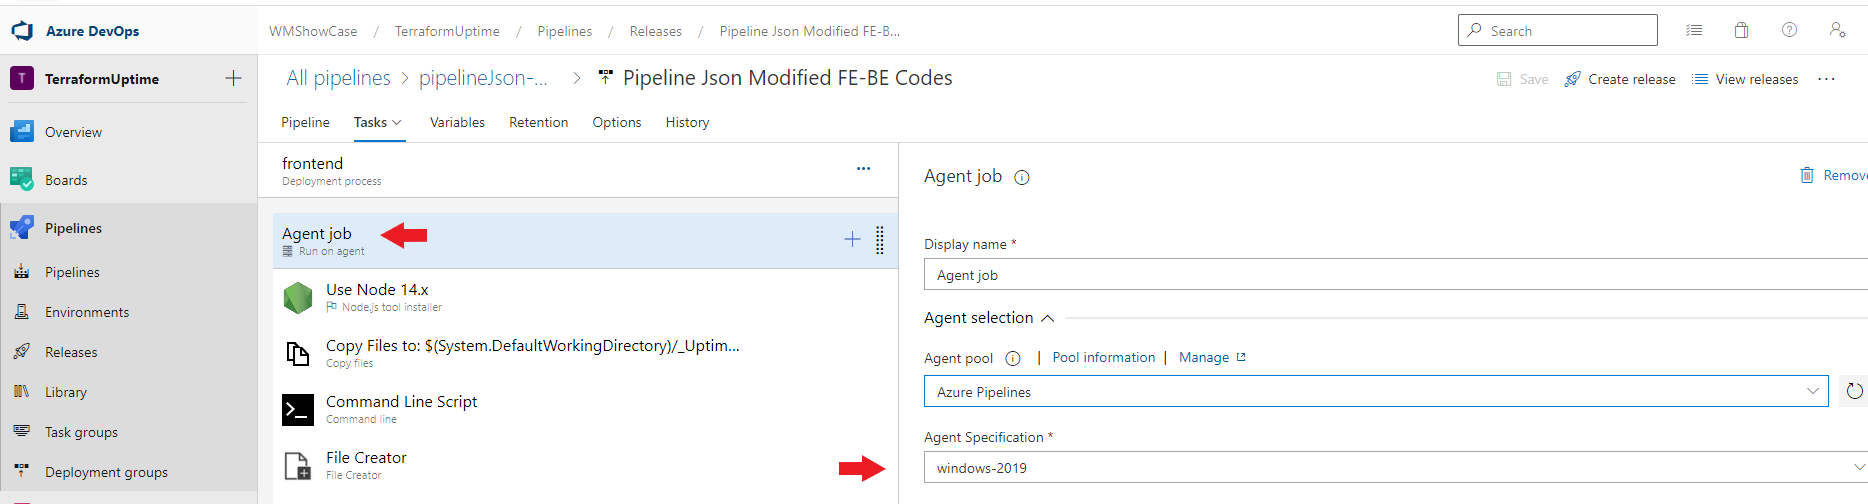 Azure DevOps
WMShowCase / TerraformUptime / Pipelines / Releases / Pipeline Json Modified FE-B...
Search
T
TerraformUptime
Overview
Boards
Pipelines
Pipelines
Environments
Releases
Library
Task groups
Deployment groups
All pipelines > pipelineJson-... > Pipeline Json Modified FE-BE Codes
Save Create release View releases ...
Pipeline Tasks Variables Retention Options History
frontend
Deployment process
Agent job
Run on agent
Use Node 14.x
Node.js tool installer
Copy Files to: $(System.DefaultWorkingDirectory)/_Uptim...
Copy files
Command Line Script
Command line
File Creator
File Creator
Agent job
Remove
Display name *
Agent job
Agent selection
Agent pool | Pool information | Manage
Azure Pipelines
Agent Specification *
windows-2019